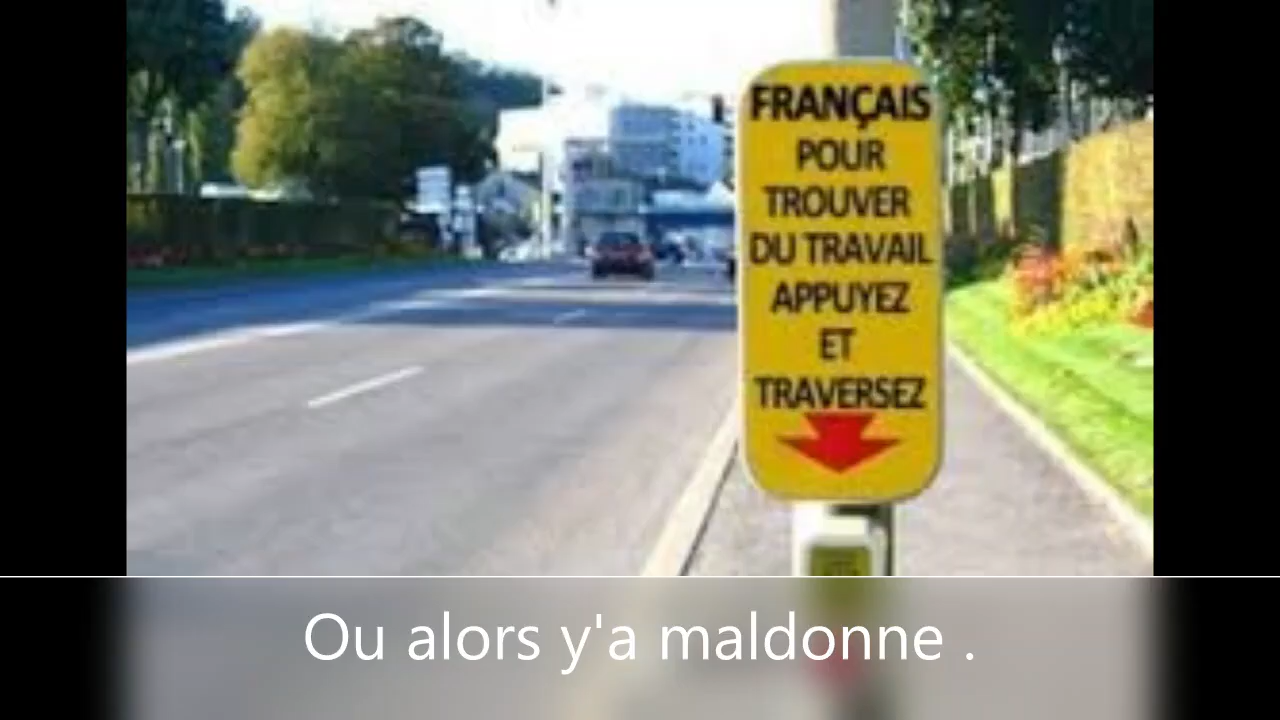 FRANÇAIS
POUR
TROUVER
DU TRAVAIL
APPUYEZ
ET
TRAVERSEZ
Ou alors y'a maldonne .